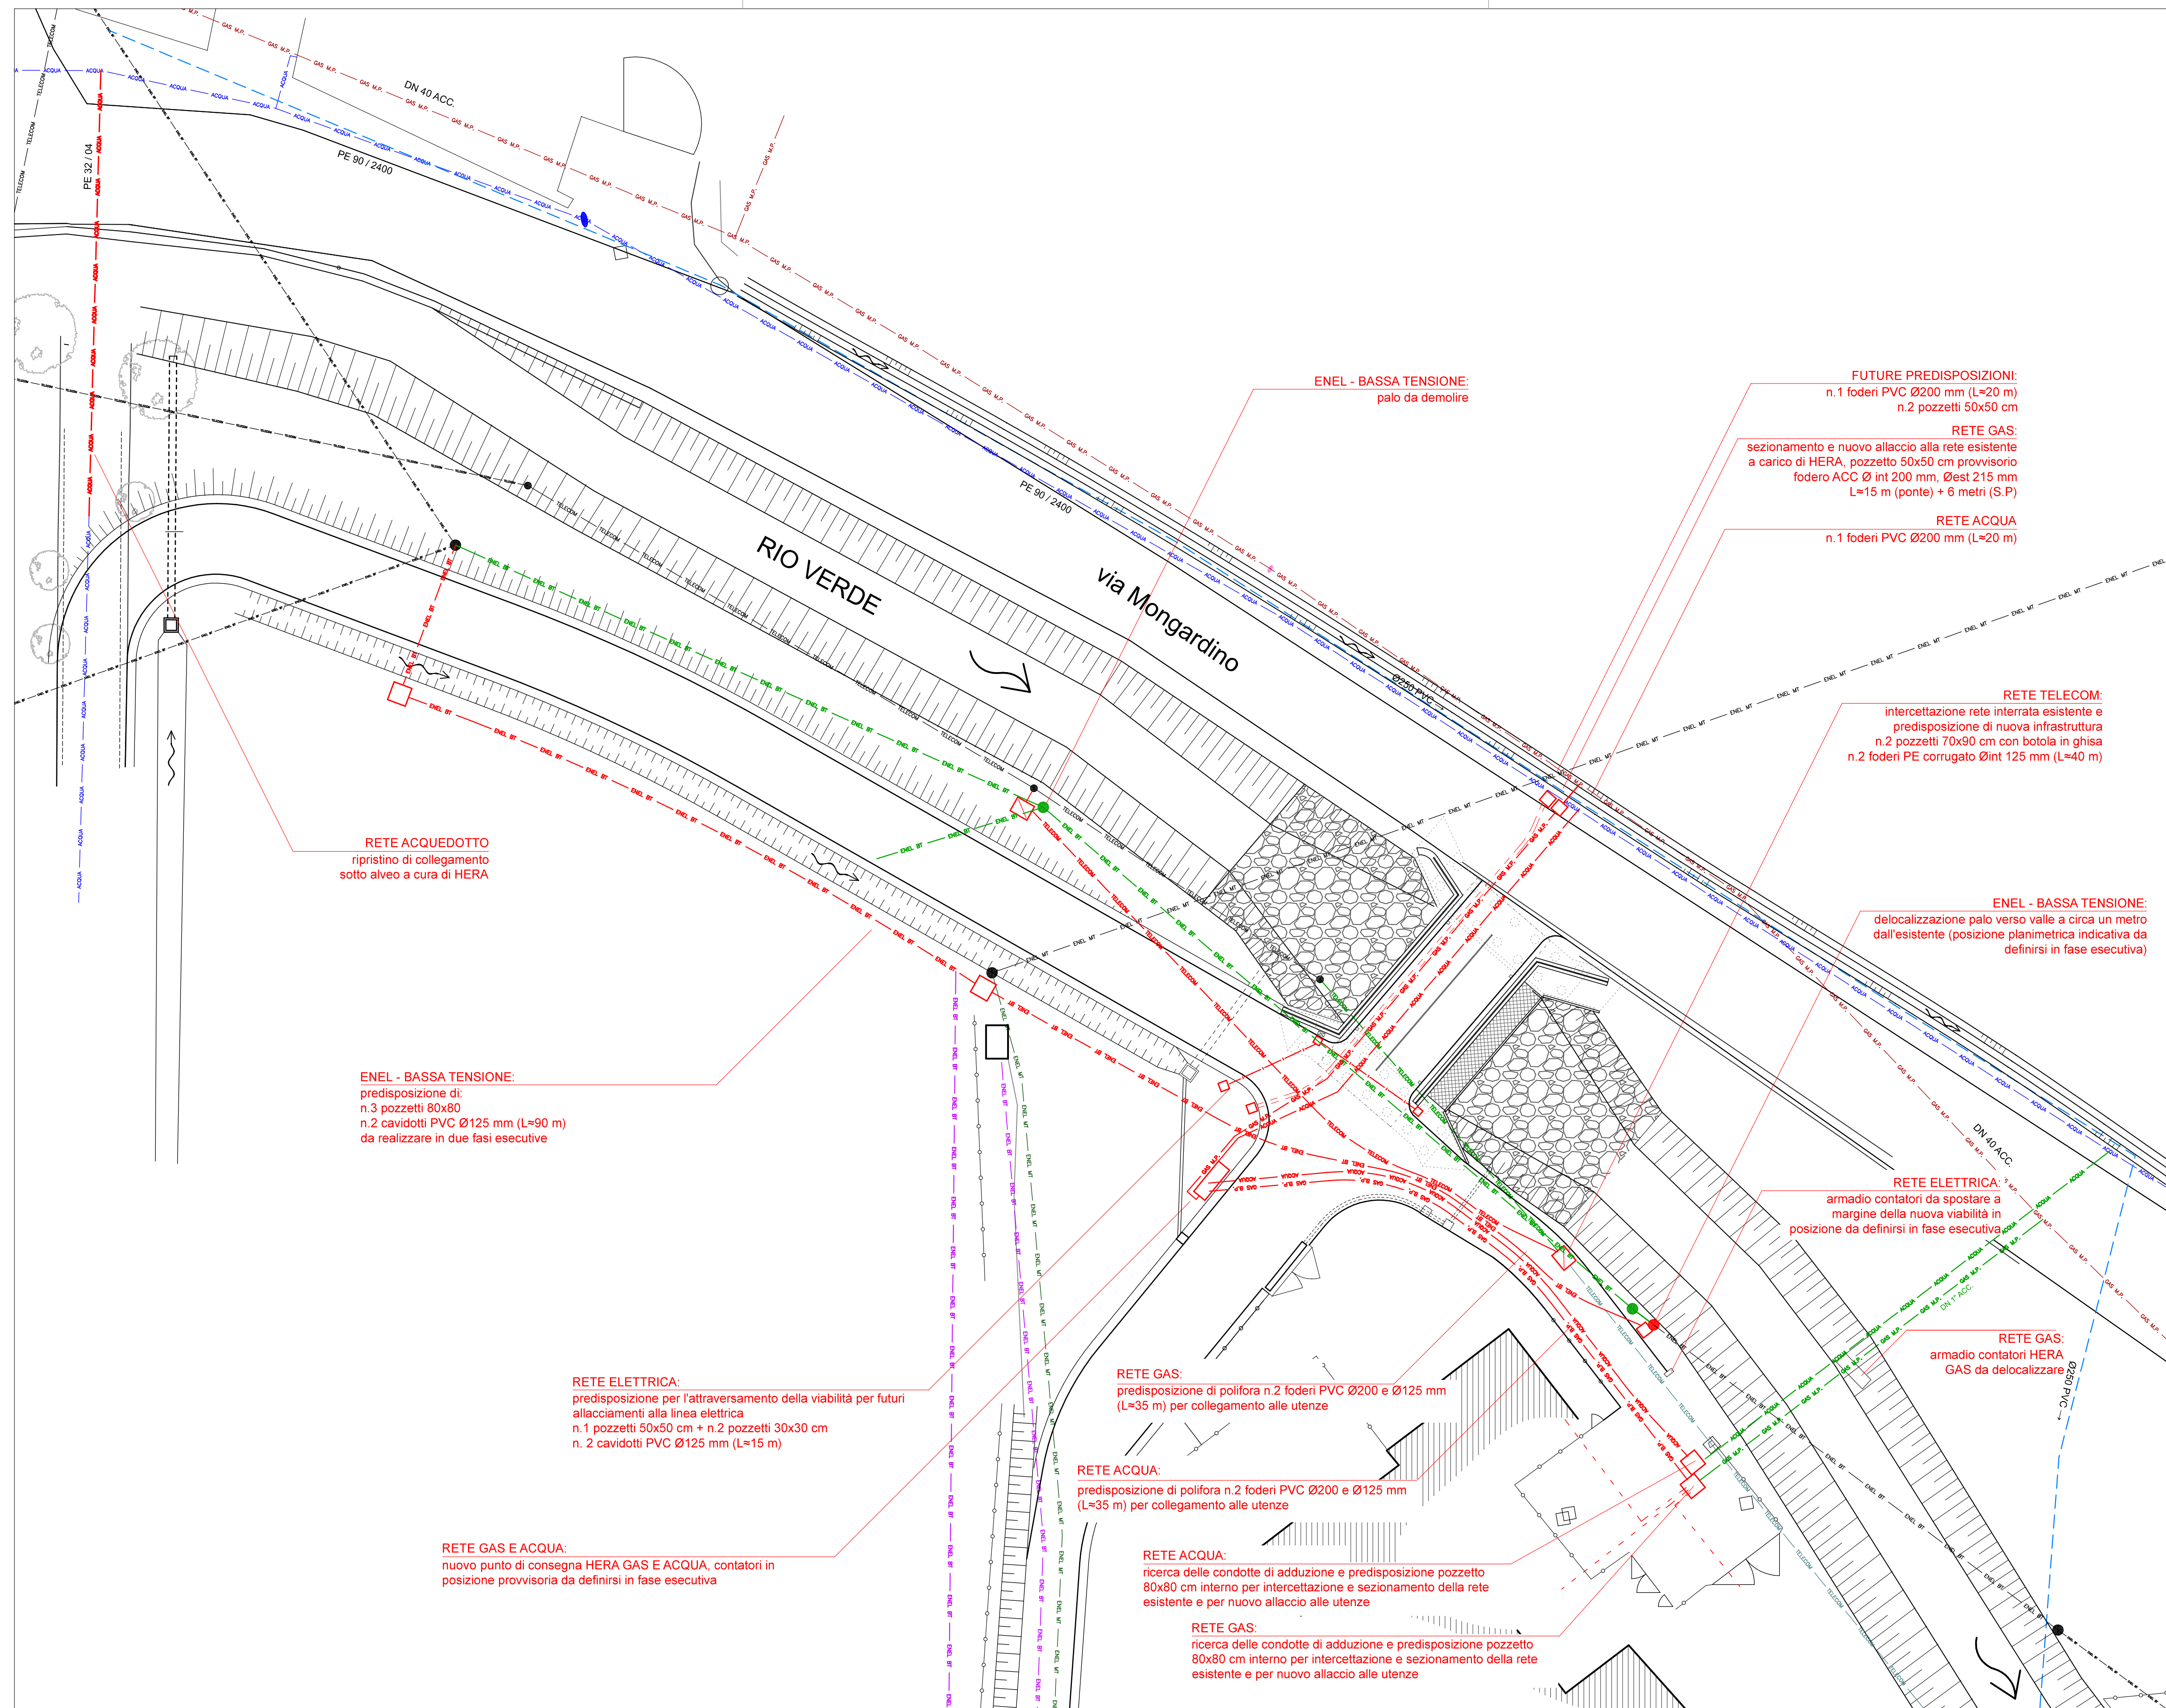 DN 40 ACC.
PE 32 / 04
PE 90 / 2400
ENEL - BASSA TENSIONE:
palo da demolire
FUTURE PREDISPOSIZIONI:
n.1 foderi PVC Ø200 mm (L≈20 m)
n.2 pozzetti 50x50 cm
RETE GAS:
sezionamento e nuovo allaccio alla rete esistente
a carico di HERA, pozzetto 50x50 cm provvisorio
fodero ACC Ø int 200 mm, Øest 215 mm
L≈15 m (ponte) + 6 metri (S.P)
RETE ACQUA
n.1 foderi PVC Ø200 mm (L≈20 m)
PE 90 / 2400
RIO VERDE
via Mongardino
Ø250 PVC →
RETE TELECOM:
intercettazione rete interrata esistente e
predisposizione di nuova infrastruttura
n.2 pozzetti 70x90 cm con botola in ghisa
n.2 foderi PE corrugato Øint 125 mm (L≈40 m)
RETE ACQUEDOTTO
ripristino di collegamento
sotto alveo a cura di HERA
ENEL - BASSA TENSIONE:
delocalizzazione palo verso valle a circa un metro
dall'esistente (posizione planimetrica indicativa da
definirsi in fase esecutiva)
ENEL - BASSA TENSIONE:
predisposizione di:
n.3 pozzetti 80x80
n.2 cavidotti PVC Ø125 mm (L≈90 m)
da realizzare in due fasi esecutive
DN 40 ACC.
RETE ELETTRICA:
armadio contatori da spostare a
margine della nuova viabilità in
posizione da definirsi in fase esecutiva
DN 1" ACC
RETE GAS:
armadio contatori HERA
GAS da delocalizzare
Ø250 PVC →
RETE ELETTRICA:
predisposizione per l'attraversamento della viabilità per futuri
allacciamenti alla linea elettrica
n.1 pozzetti 50x50 cm + n.2 pozzetti 30x30 cm
n. 2 cavidotti PVC Ø125 mm (L≈15 m)
RETE GAS:
predisposizione di polifora n.2 foderi PVC Ø200 e Ø125 mm
(L≈35 m) per collegamento alle utenze
RETE ACQUA:
predisposizione di polifora n.2 foderi PVC Ø200 e Ø125 mm
(L≈35 m) per collegamento alle utenze
RETE GAS E ACQUA:
nuovo punto di consegna HERA GAS E ACQUA, contatori in
posizione provvisoria da definirsi in fase esecutiva
RETE ACQUA:
ricerca delle condotte di adduzione e predisposizione pozzetto
80x80 cm interno per intercettazione e sezionamento della rete
esistente e per nuovo allaccio alle utenze
RETE GAS:
ricerca delle condotte di adduzione e predisposizione pozzetto
80x80 cm interno per intercettazione e sezionamento della rete
esistente e per nuovo allaccio alle utenze
TELECOM
ACQUA
GAS M.P.
GAS B.P.
ENEL BT
ENEL MT